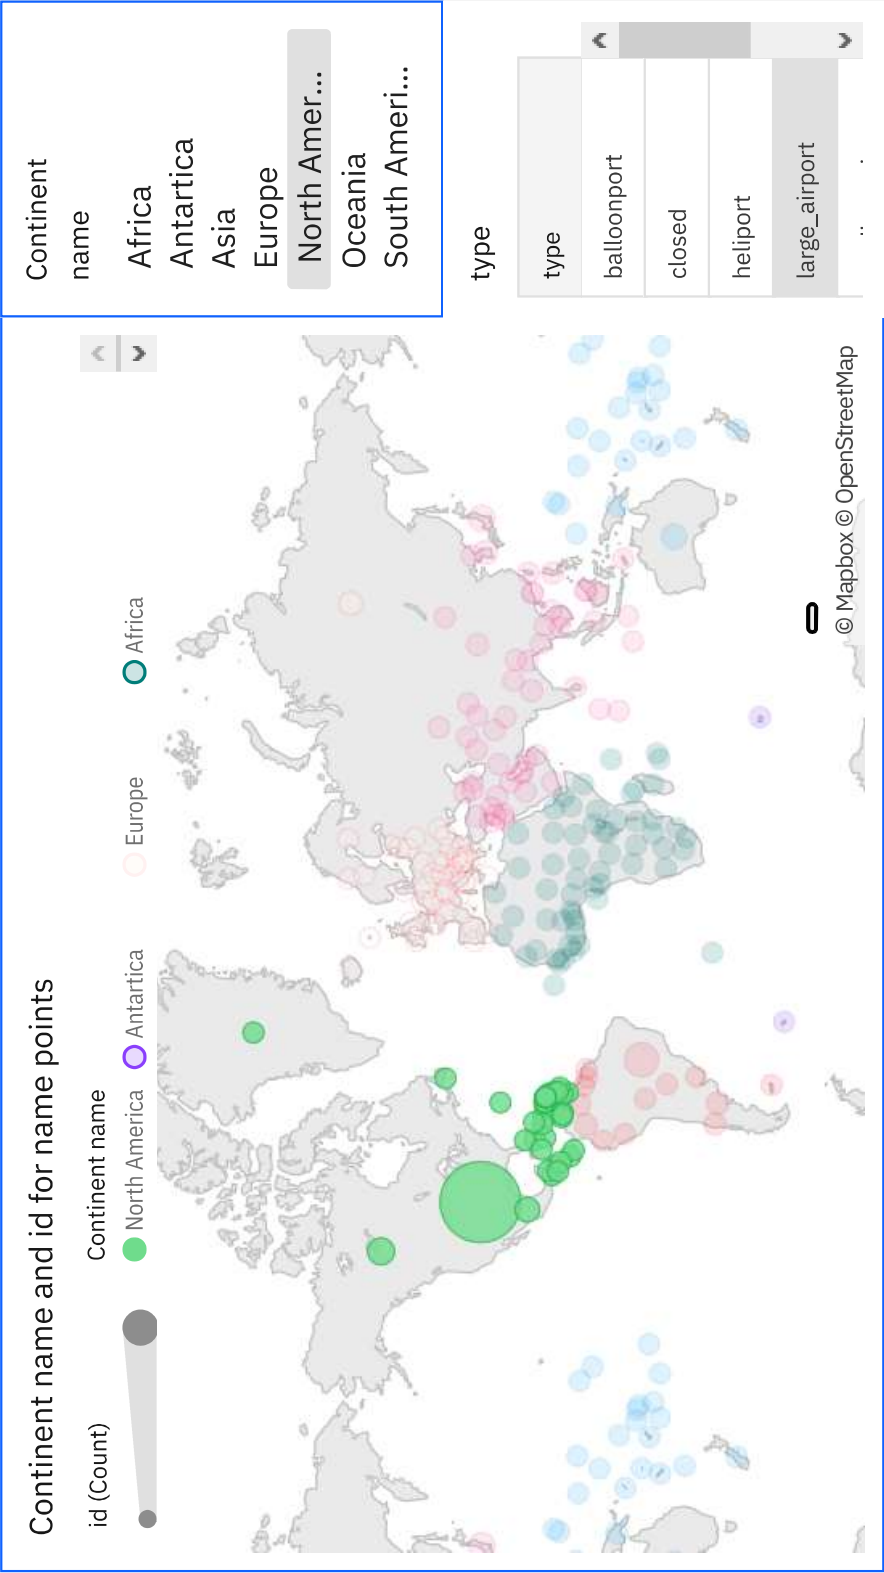 Continent name and id for name points
id (Count)
Continent name
North America
Antartica
Europe
Africa
© Mapbox © OpenStreetMap
Continent
name
Africa
Antartica
Asia
Europe
North Amer...
Oceania
South Ameri...
type
type
balloonport
closed
heliport
large_airport